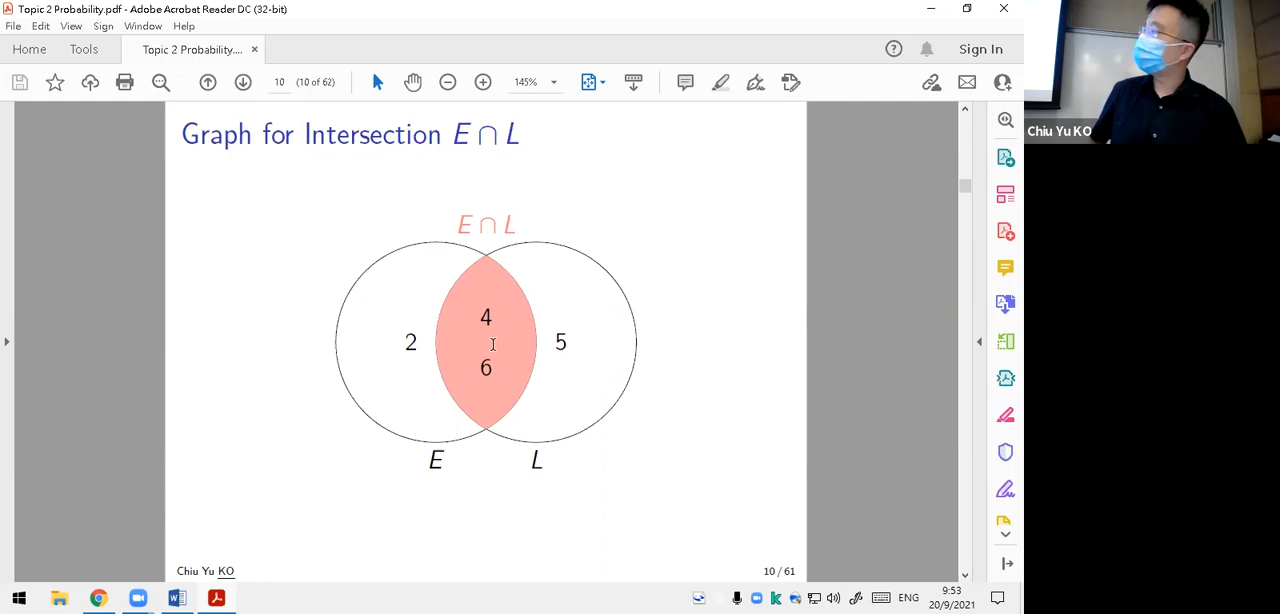 Topic 2 Probability.pdf - Adobe Acrobat Reader DC (32-bit)
File Edit View Sign Window Help
Home Tools Topic 2 Probability.... × Sign In
10 (10 of 62) 145%
Graph for Intersection E ∩ L
E ∩ L
4
2 5
6
E L
Chiu Yu KO 10 / 61
Chiu Yu KO
ENG 9:53
20/9/2021